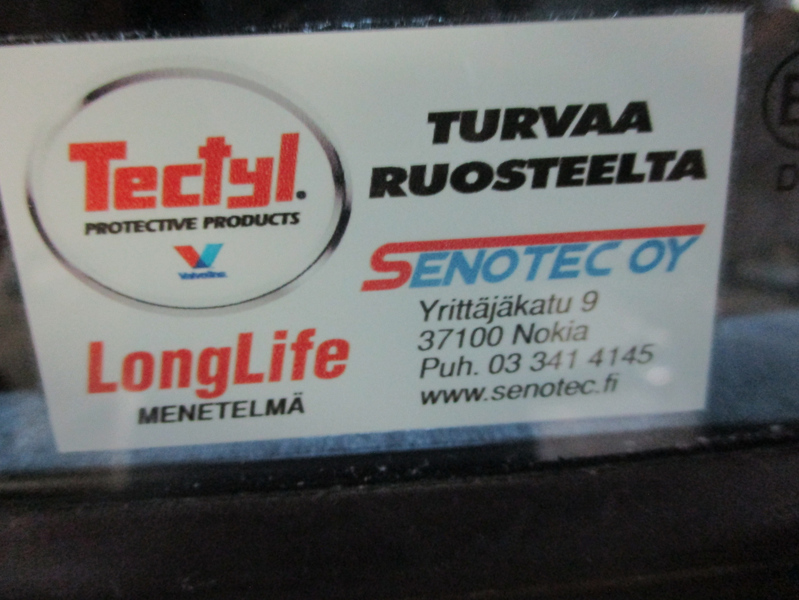 Tectyl.
PROTECTIVE PRODUCTS
Valvoline
LongLife
MENETELMÄ
TURVAA
RUOSTEELTA
SENOTEC OY
Yrittäjäkatu 9
37100 Nokia
Puh. 03 341 4145
www.senotec.fi